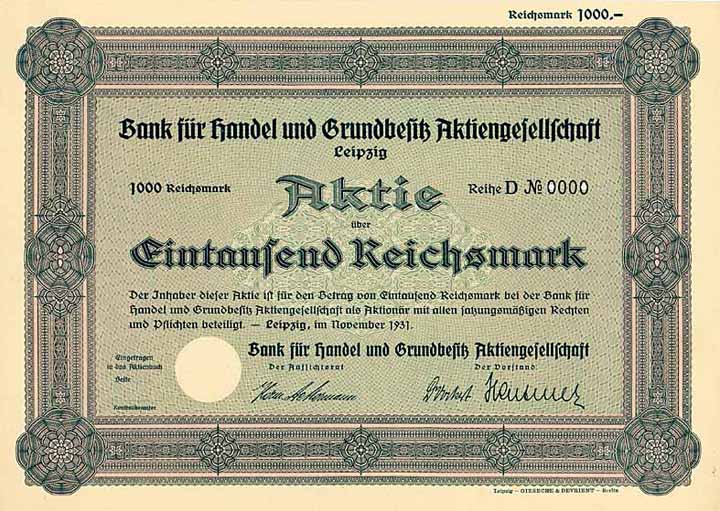 Reichsmark 1000,–
Bank für Handel und Grundbesitz Aktiengesellschaft
Leipzig
1000 Reichsmark Aktie Reihe D № 0000
über
Eintausend Reichsmark
Der Inhaber dieser Aktie ist für den Betrag von Eintausend Reichsmark bei der Bank für
Handel und Grundbesitz Aktiengesellschaft als Aktionär mit allen satzungsmäßigen Rechten
und Pflichten beteiligt. – Leipzig, im November 1931.
Bank für Handel und Grundbesitz Aktiengesellschaft
Der Aufsichtsrat Der Vorstand
Eingetragen
in das Aktienbuch
Seite
Kontrollbeamter
Leipzig – GIESECKE & DEVRIENT – Berlin